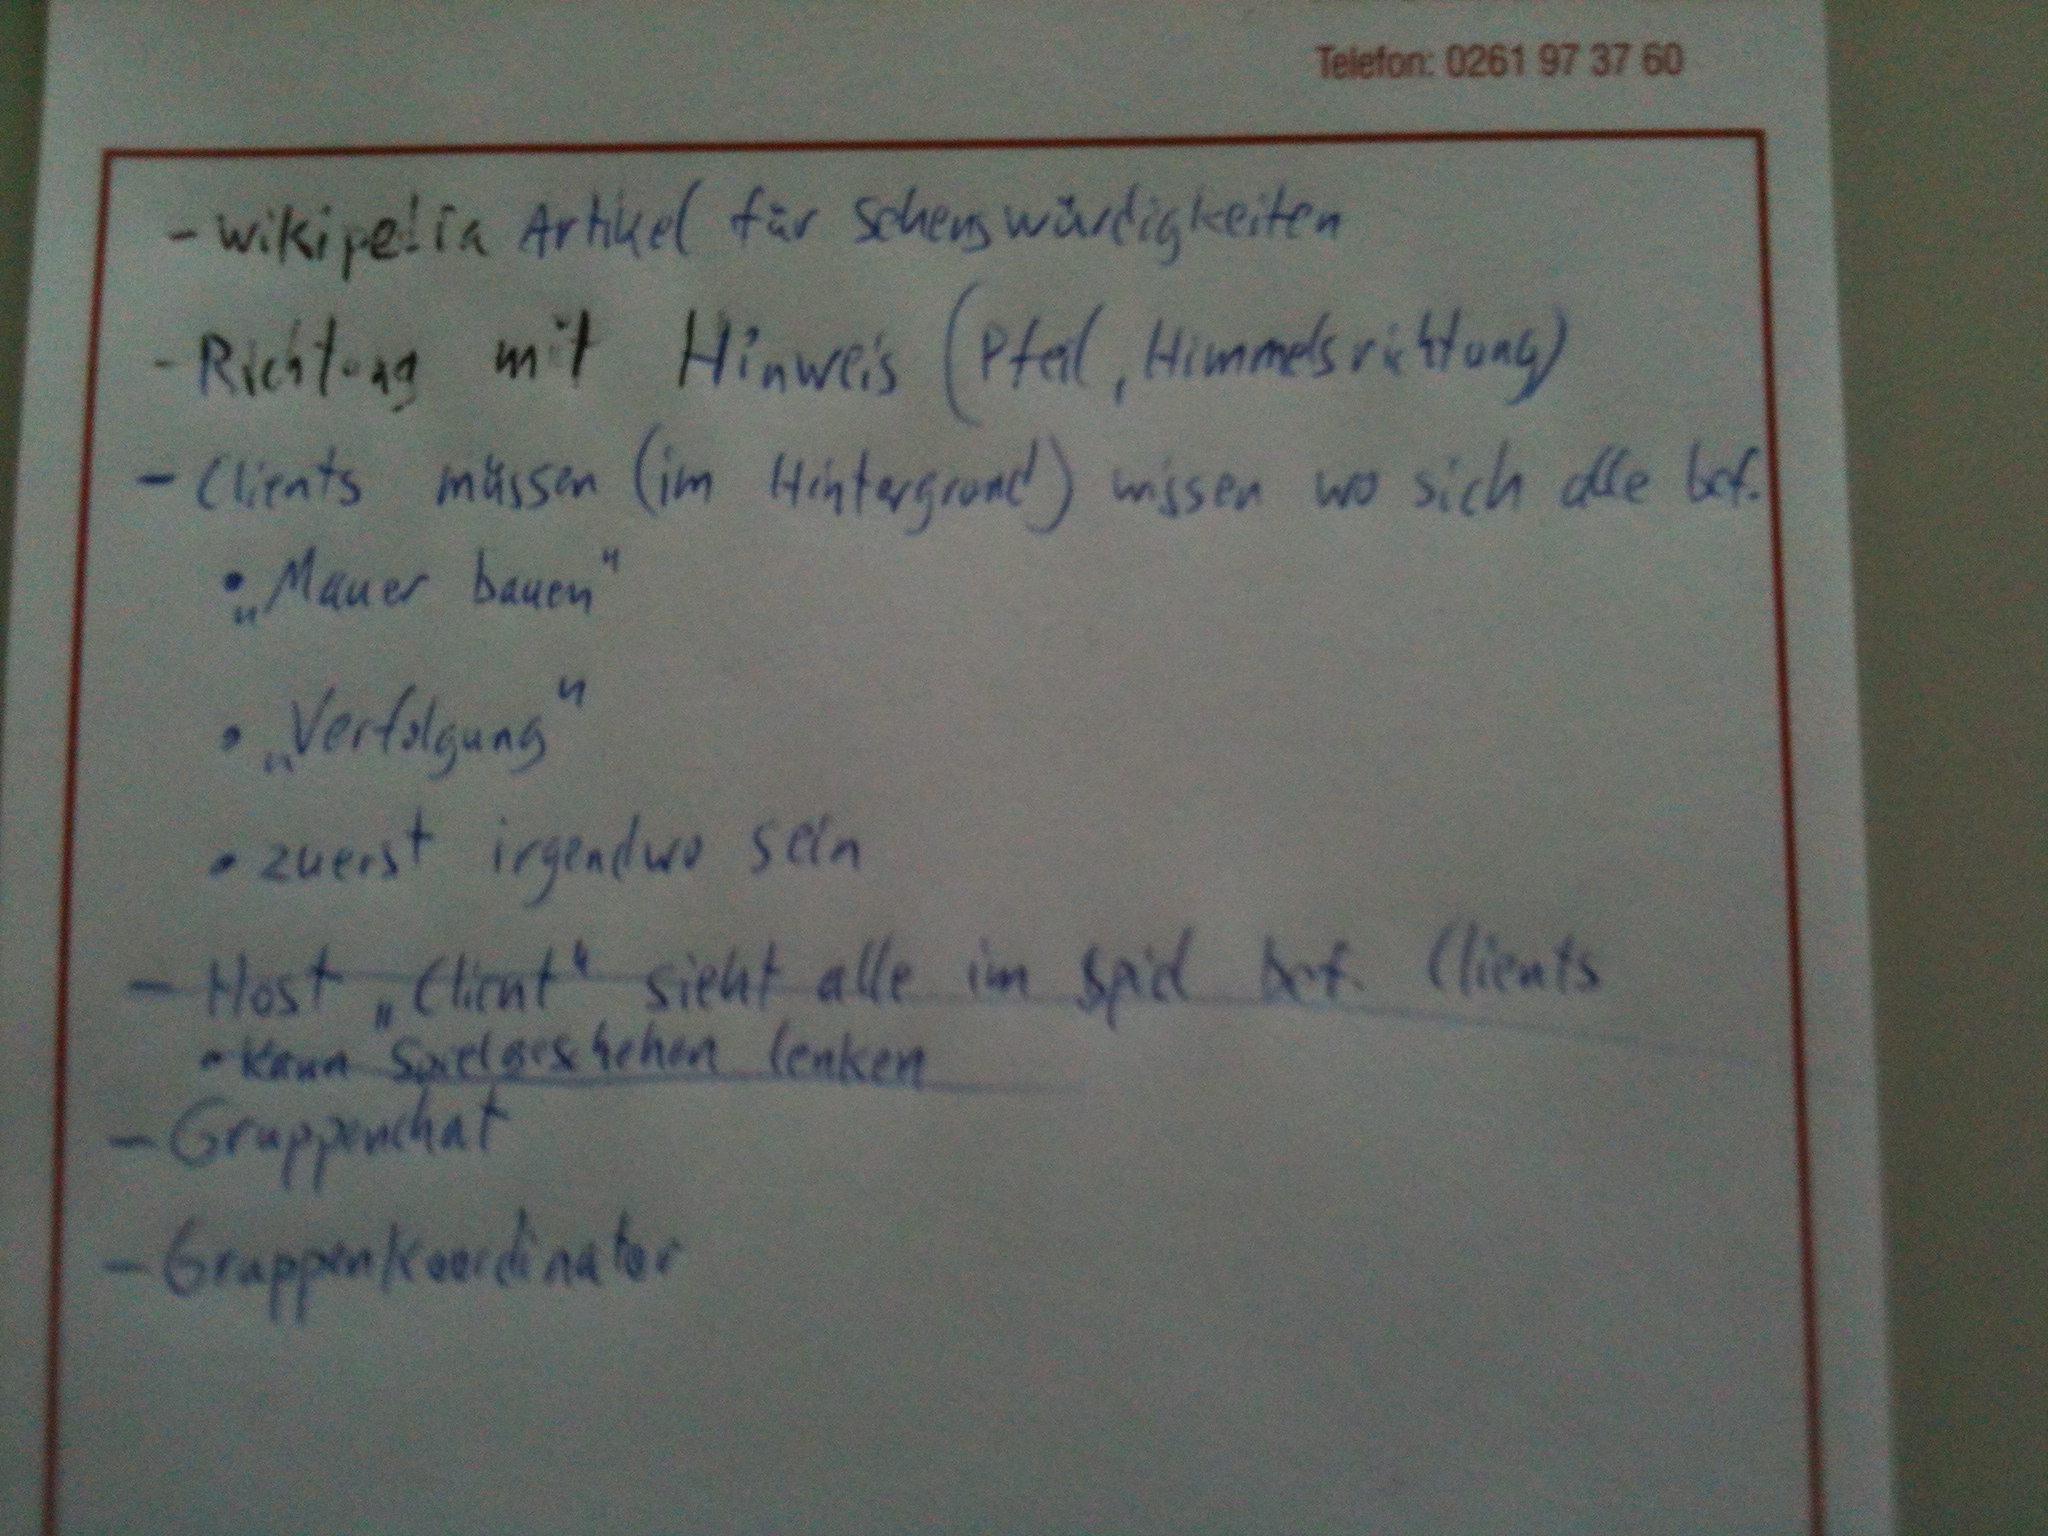 Telefon: 0261 97 37 60
- Wikipedia Artikel für Sehenswürdigkeiten
- Richtung mit Hinweis (Pfeil, Himmelsrichtung)
- Clients müssen (im Hintergrund) wissen wo sich alle bef.
• „Mauer bauen"
• „Verfolgung"
• zuerst irgendwo sein
- Host „Client" sieht alle im Spiel bef. Clients
• kann Spielgeschehen lenken
- Gruppenchat
- Gruppenkoordinator